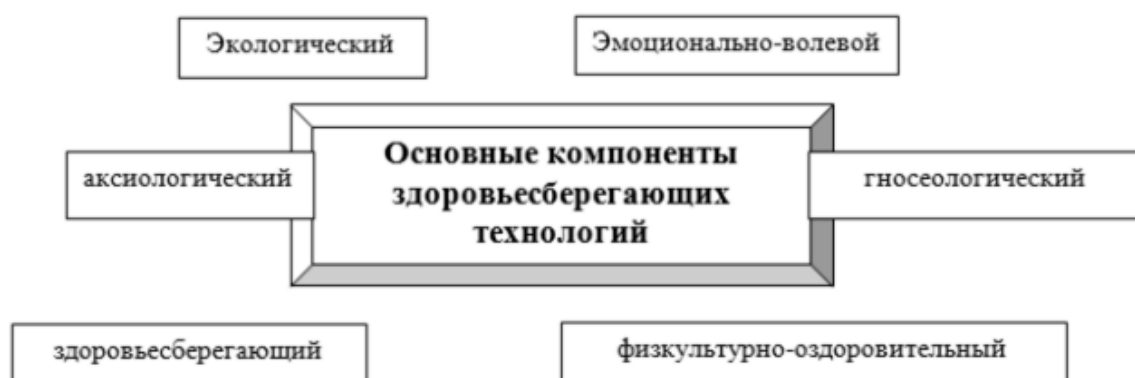 Экологический
Эмоционально-волевой
Основные компоненты
здоровьесберегающих
технологий
аксиологический
гносеологический
здоровьесберегающий
физкультурно-оздоровительный